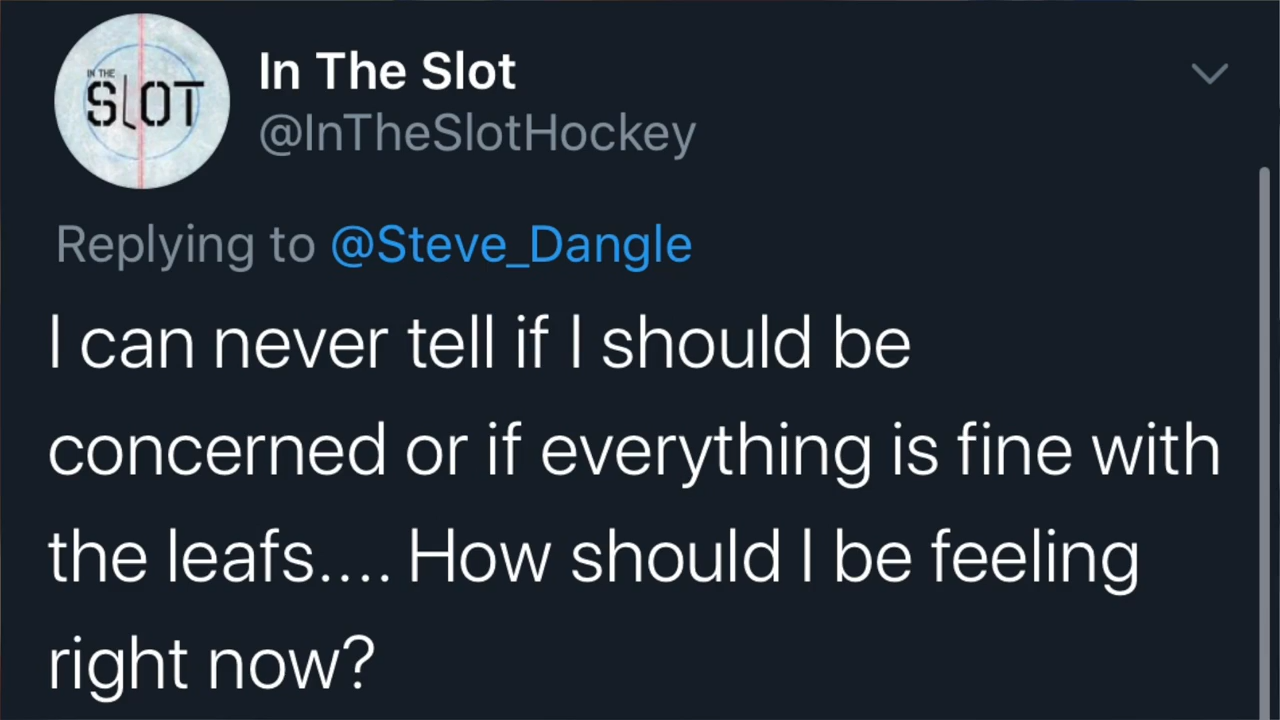 IN THE
SLOT
In The Slot
@InTheSlotHockey
Replying to @Steve_Dangle
I can never tell if I should be
concerned or if everything is fine with
the leafs.... How should I be feeling
right now?